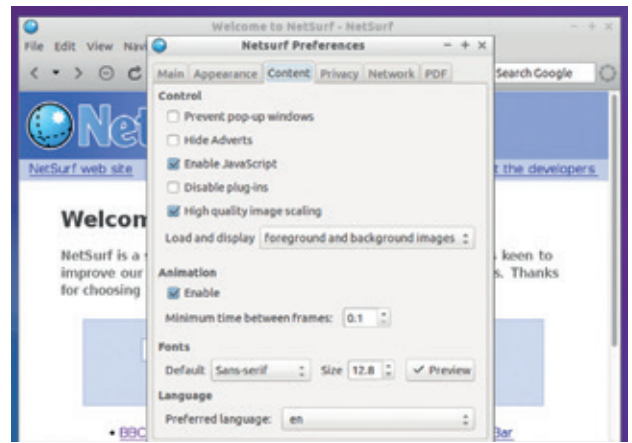 Welcome to NetSurf - NetSurf
File Edit View Navi
Netsurf Preferences
Main Appearance Content Privacy Network PDF
Search Google
Control
Prevent pop-up windows
Hide Adverts
Enable JavaScript
Disable plug-ins
High quality image scaling
Load and display foreground and background images
Animation
Enable
Minimum time between frames: 0.1
Fonts
Default Sans-serif Size 12.8 Preview
Language
Preferred language: en
Net
NetSurf web site
t the developers
Welcom
NetSurf is a
keen to
improve our
s. Thanks
for choosing
BBC
Bar